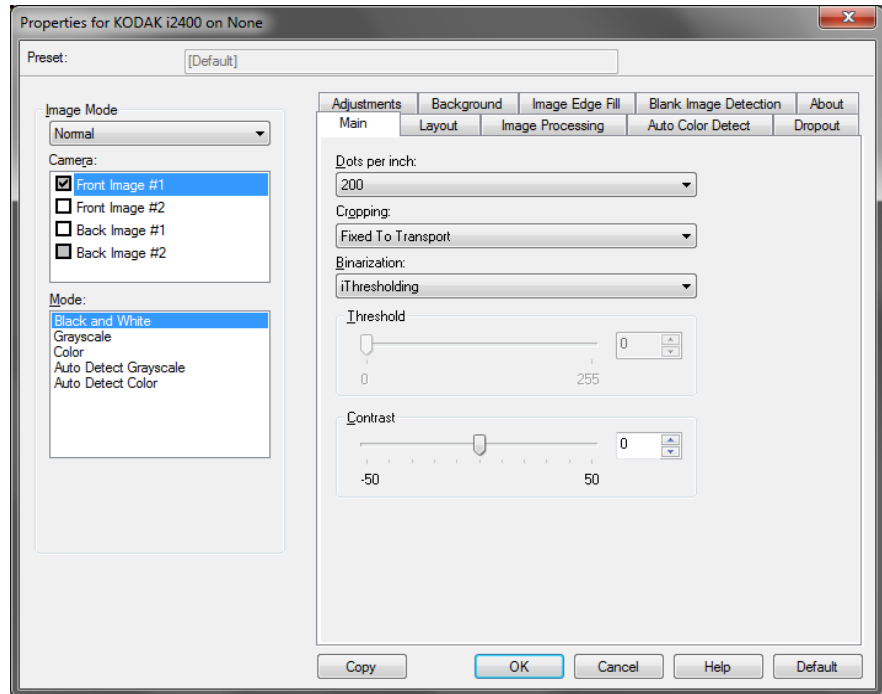 Properties for KODAK i2400 on None
Preset:
[Default]
Image Mode
Normal
Camera:
Front Image #1
Front Image #2
Back Image #1
Back Image #2
Mode:
Black and White
Grayscale
Color
Auto Detect Grayscale
Auto Detect Color
Adjustments Background Image Edge Fill Blank Image Detection About
Main Layout Image Processing Auto Color Detect Dropout
Dots per inch:
200
Cropping:
Fixed To Transport
Binarization:
iThresholding
Threshold
0
0 255
Contrast
0
-50 50
Copy OK Cancel Help Default